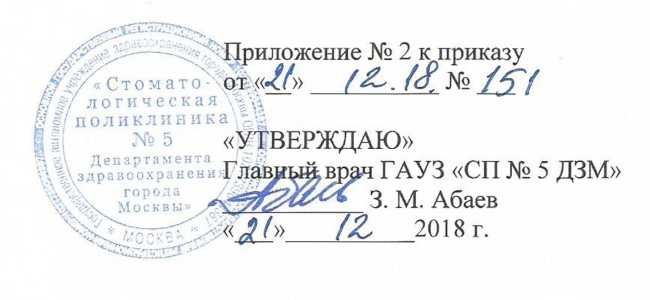 Приложение № 2 к приказу
от «21» 12.18. № 151
«УТВЕРЖДАЮ»
Главный врач ГАУЗ «СП № 5 ДЗМ»
З. М. Абаев
«21» 12 2018 г.
«Стомато-
логическая
поликлиника
№ 5
Департамента
здравоохранения
города
Москвы»
* МОСКВА *